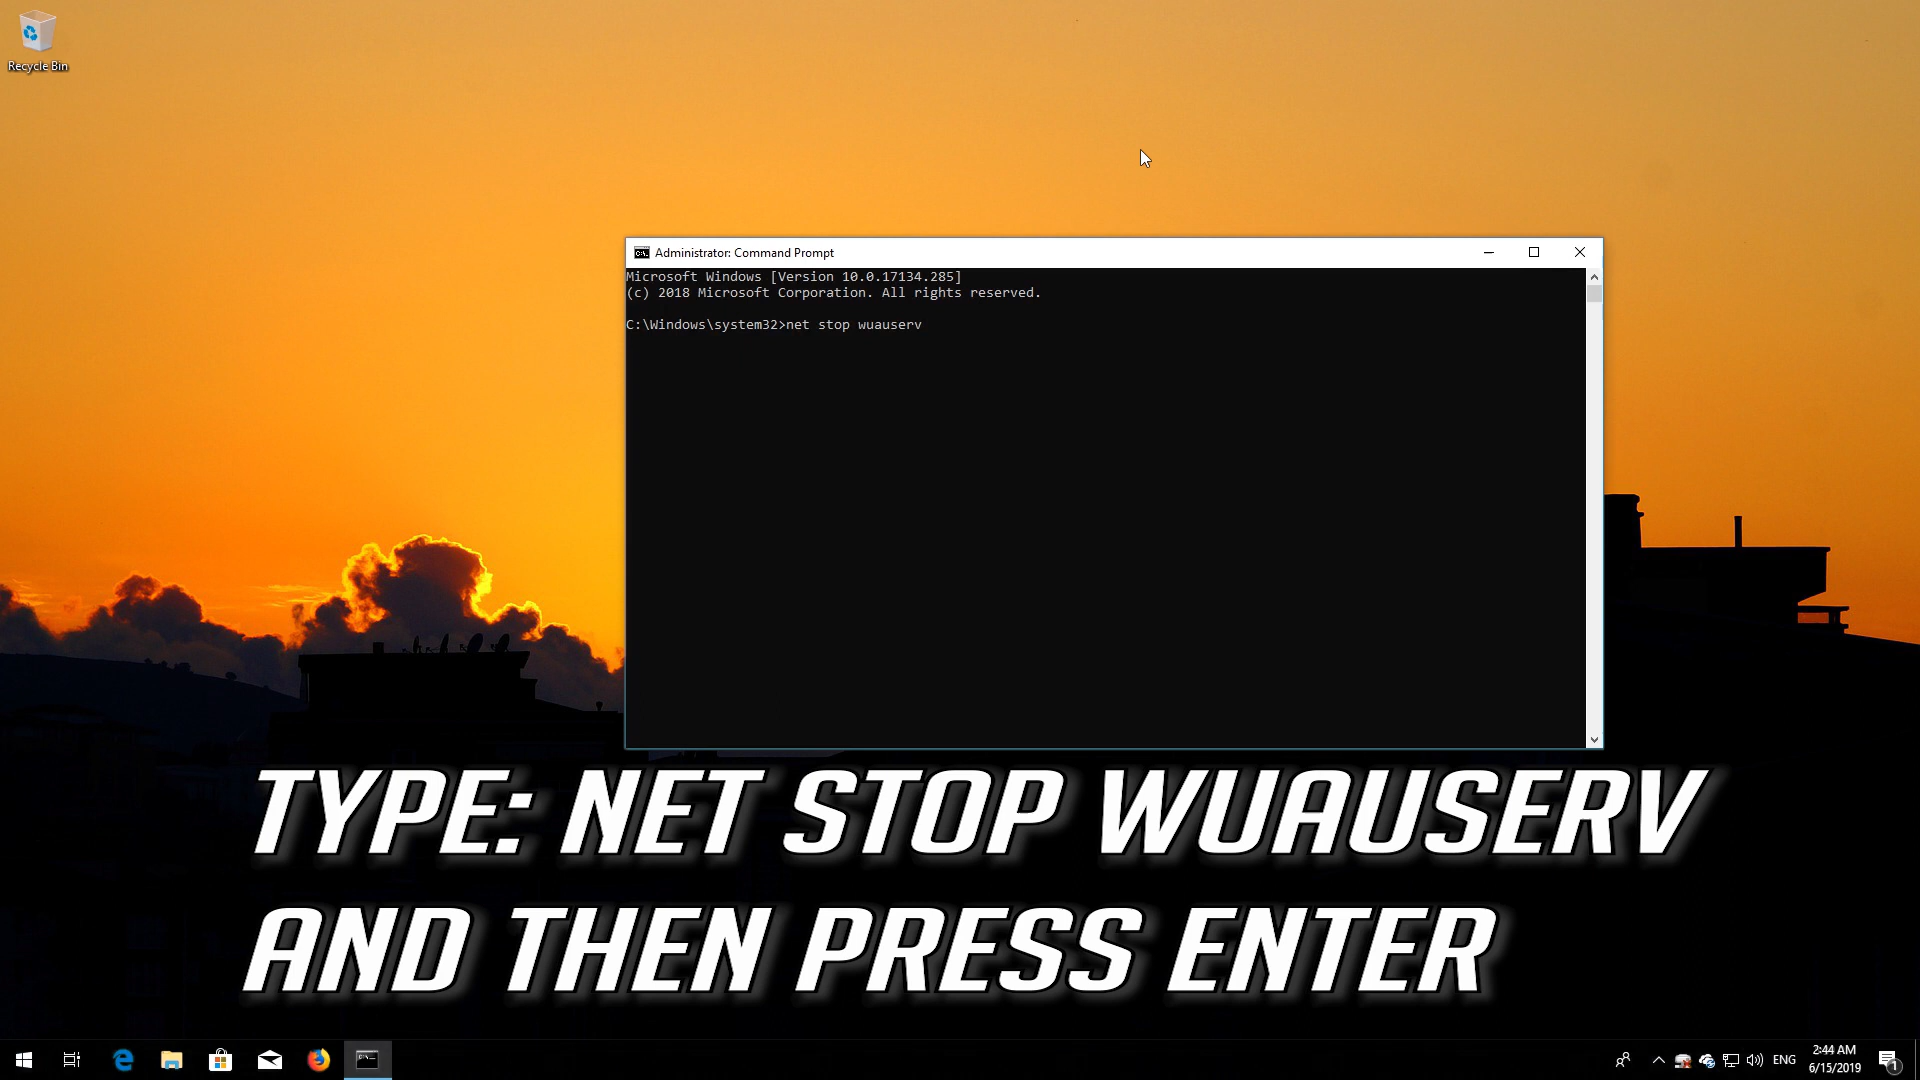 Recycle Bin
Administrator: Command Prompt
Microsoft Windows [Version 10.0.17134.285]
(c) 2018 Microsoft Corporation. All rights reserved.
C:\Windows\system32>net stop wuauserv
TYPE: NET STOP WUAUSERV
AND THEN PRESS ENTER
ENG
2:44 AM
6/15/2019
1